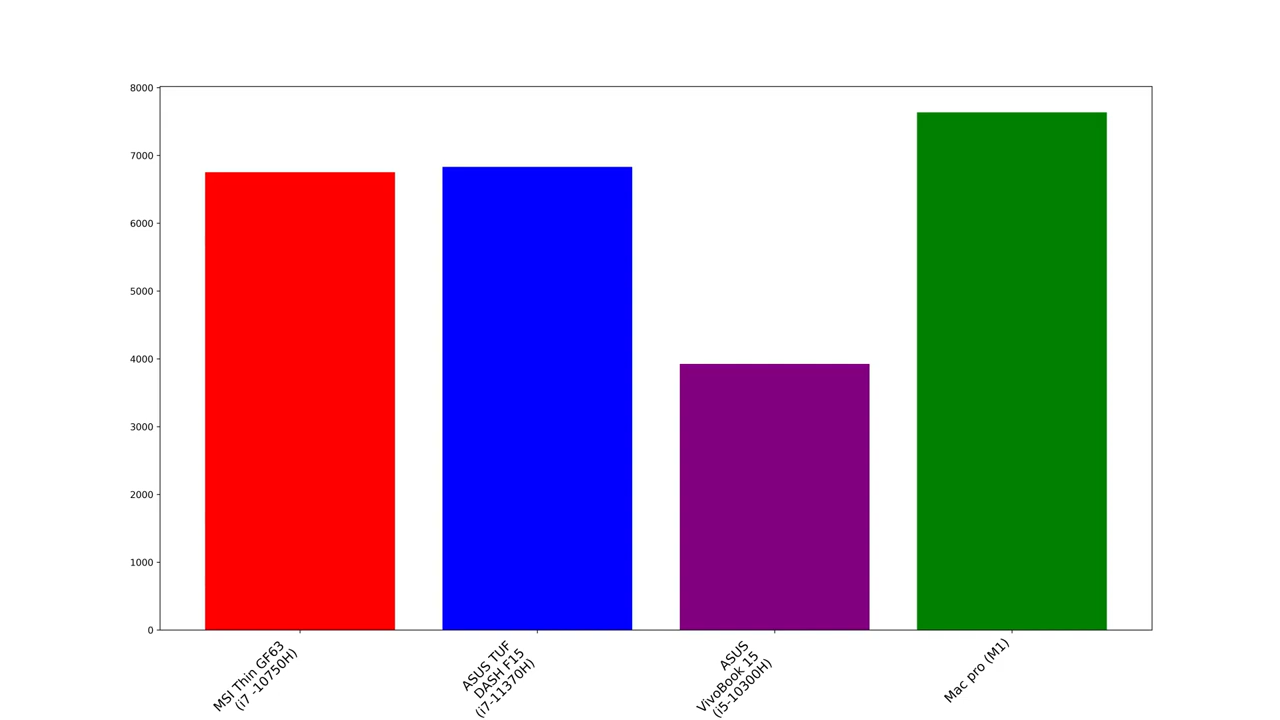 8000
7000
6000
5000
4000
3000
2000
1000
0
MSI Thin GF63
(i7 -10750H)
ASUS TUF
DASH F15
(i7-11370H)
ASUS
VivoBook 15
(i5-10300H)
Mac pro (M1)